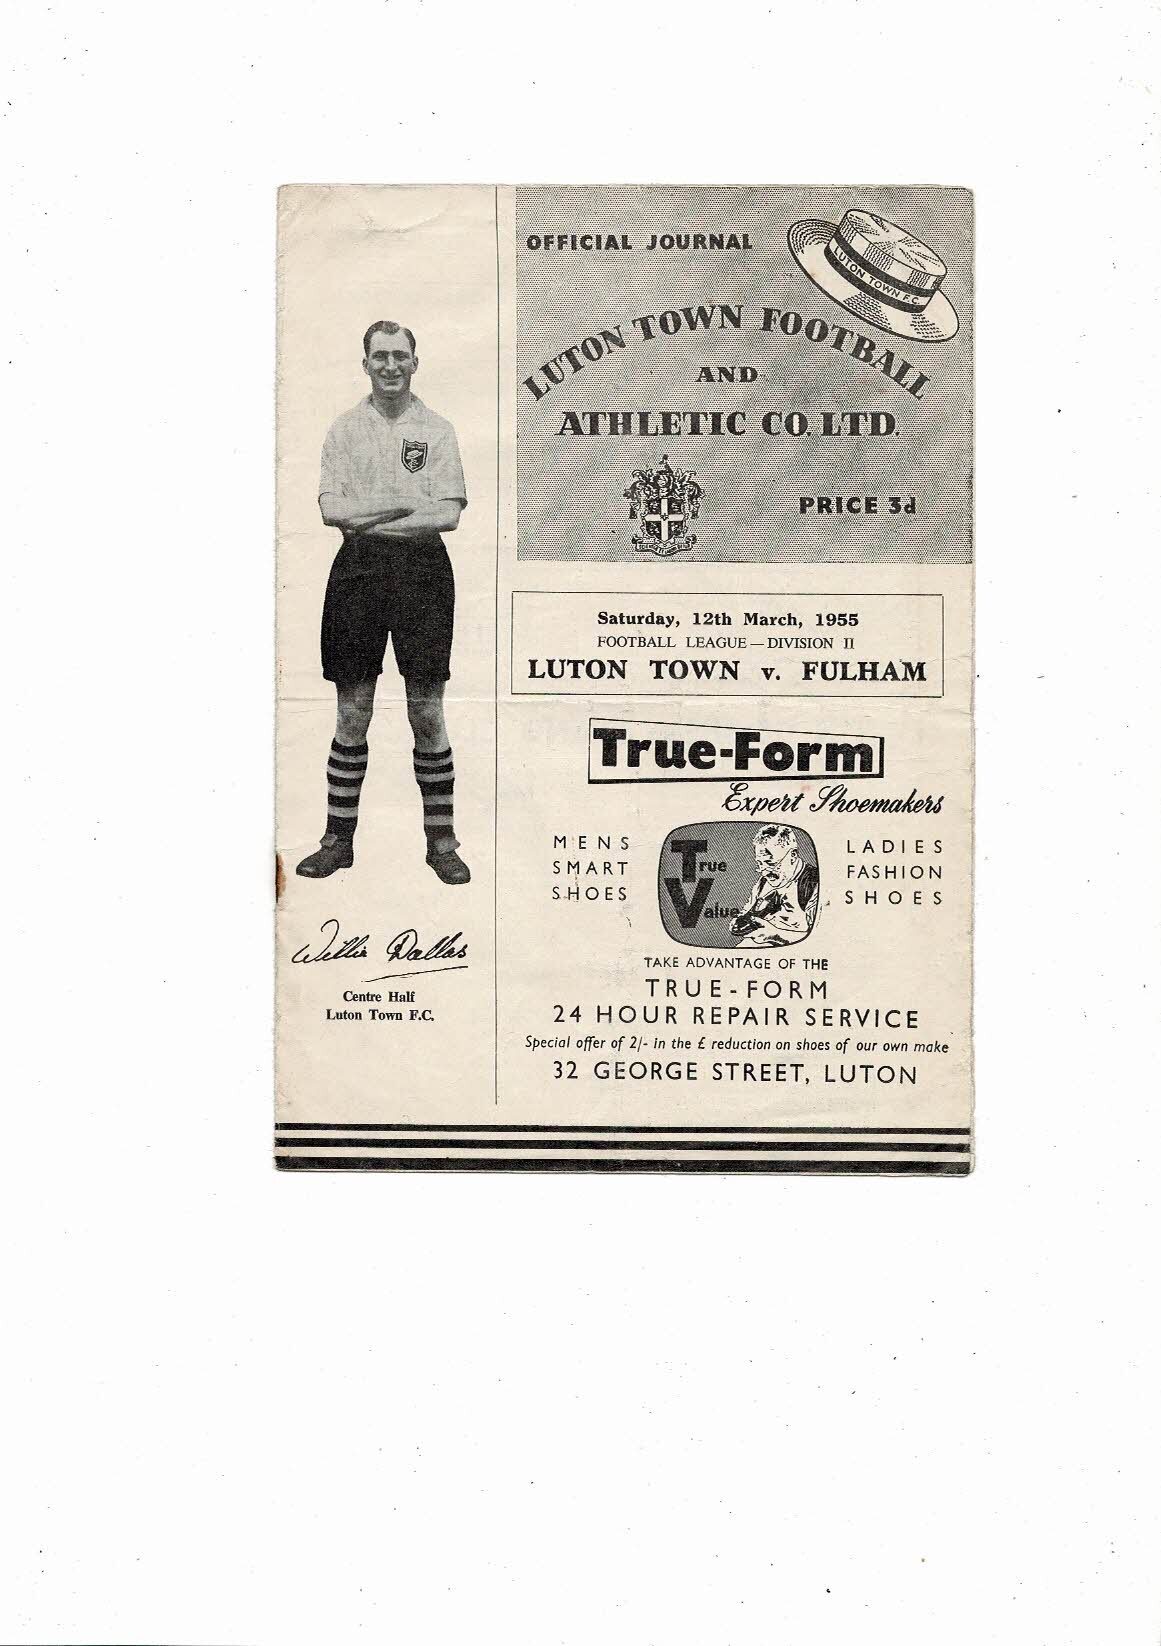 OFFICIAL JOURNAL
LUTON TOWN F.C.
LUTON TOWN FOOTBALL
AND
ATHLETIC CO. LTD.
PRICE 3d
Saturday, 12th March, 1955
FOOTBALL LEAGUE — DIVISION II
LUTON TOWN v. FULHAM
True-Form
Expert Shoemakers
MENS
SMART
SHOES
True
Value
LADIES
FASHION
SHOES
TAKE ADVANTAGE OF THE
TRUE-FORM
24 HOUR REPAIR SERVICE
Special offer of 2/- in the £ reduction on shoes of our own make
32 GEORGE STREET, LUTON
Willie Dallas
Centre Half
Luton Town F.C.